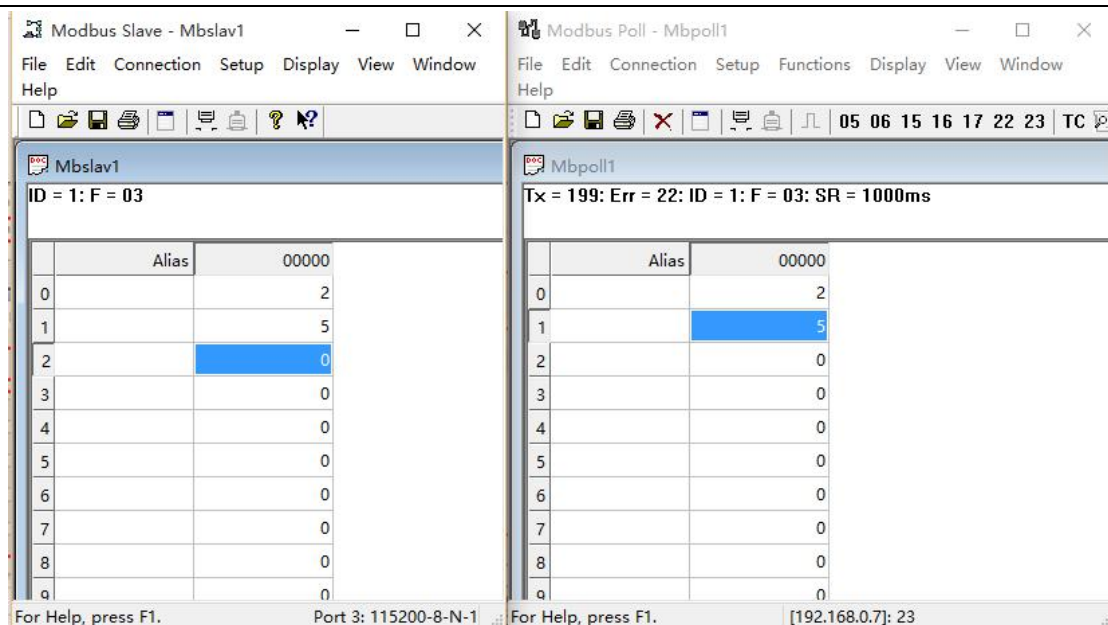 Modbus Slave - Mbslav1
File Edit Connection Setup Display View Window
Help
Mbslav1
ID = 1: F = 03
Alias 00000
0 2
1 5
2 0
3 0
4 0
5 0
6 0
7 0
8 0
9 0
For Help, press F1. Port 3: 115200-8-N-1
Modbus Poll - Mbpoll1
File Edit Connection Setup Functions Display View Window
Help
05 06 15 16 17 22 23 TC
Mbpoll1
Tx = 199: Err = 22: ID = 1: F = 03: SR = 1000ms
Alias 00000
0 2
1 5
2 0
3 0
4 0
5 0
6 0
7 0
8 0
9 0
For Help, press F1. [192.168.0.7]: 23